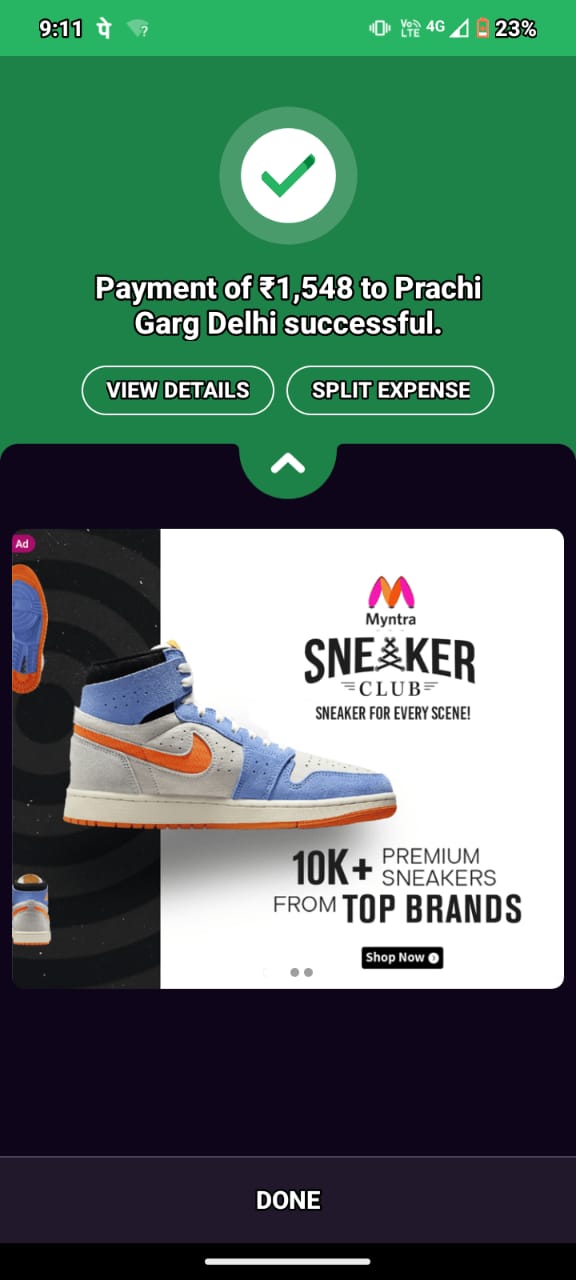 9:11 पे ?
Vo)) LTE 4G 23%
Payment of ₹1,548 to Prachi
Garg Delhi successful.
VIEW DETAILS
SPLIT EXPENSE
Ad
Myntra
SNEAKER
CLUB
SNEAKER FOR EVERY SCENE!
10K+ PREMIUM
SNEAKERS
FROM TOP BRANDS
Shop Now
DONE